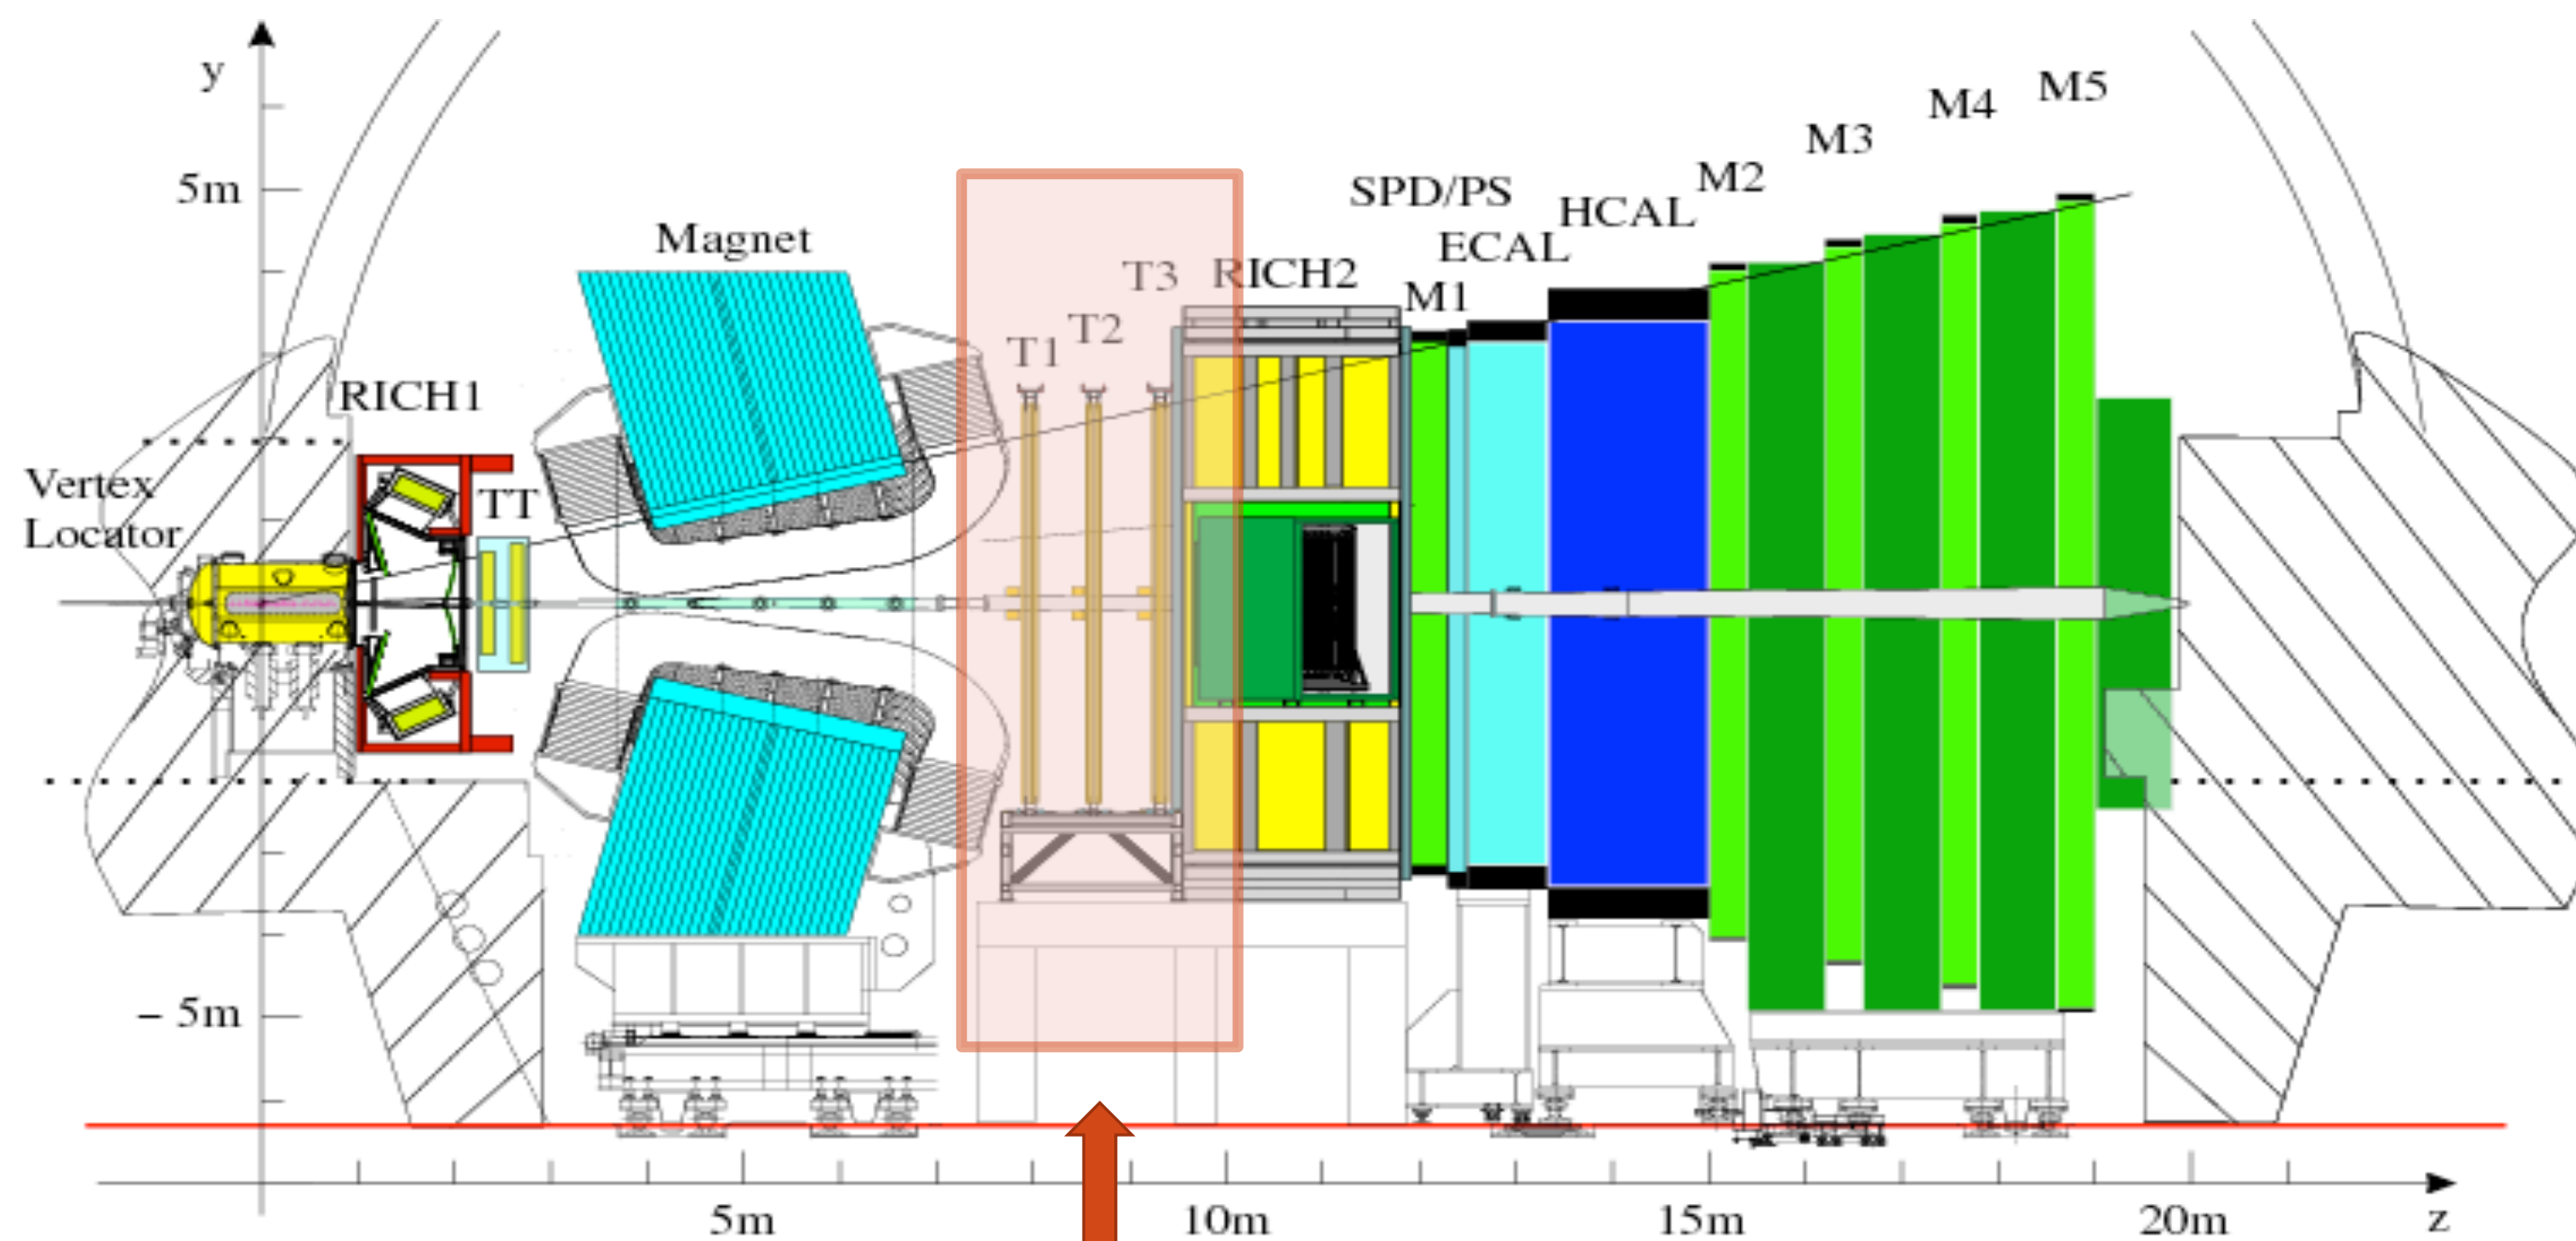 y
M5
M4
M3
M2
5m
SPD/PS
HCAL
Magnet
ECAL
T3
RICH2
M1
T2
T1
RICH1
Vertex
Locator
TT
– 5m
5m
10m
15m
20m
z